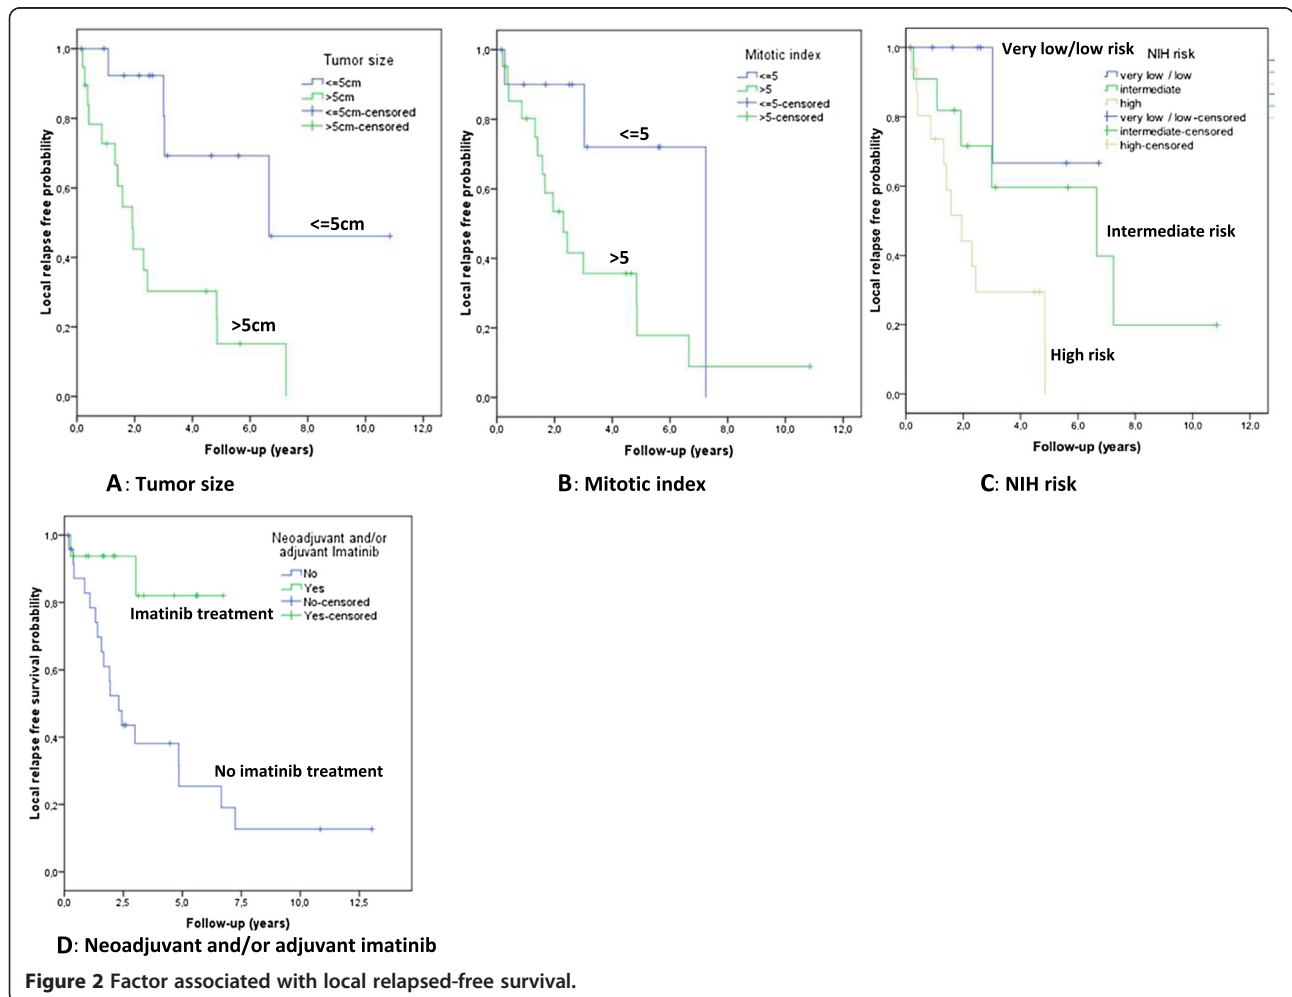 Tumor size
<=5cm
>5cm
<=5cm-censored
>5cm-censored
1,0
0,8
0,6
0,4
0,2
0,0
Local relapse free probability
<=5cm
>5cm
0,0 2,0 4,0 6,0 8,0 10,0 12,0
Follow-up (years)
A: Tumor size
Mitotic index
<=5
>5
<=5-censored
>5-censored
1,0
0,8
0,6
0,4
0,2
0,0
Local relapse free probability
<=5
>5
0,0 2,0 4,0 6,0 8,0 10,0 12,0
Follow-up (years)
B: Mitotic index
Very low/low risk
NIH risk
very low / low
intermediate
high
very low / low-censored
intermediate-censored
high-censored
1,0
0,8
0,6
0,4
0,2
0,0
Local relapse free probability
Intermediate risk
High risk
0,0 2,0 4,0 6,0 8,0 10,0 12,0
Follow-up (years)
C: NIH risk
Neoadjuvant and/or
adjuvant Imatinib
No
Yes
No-censored
Yes-censored
1,0
0,8
0,6
0,4
0,2
0,0
Local relapse free survival probability
Imatinib treatment
No imatinib treatment
0,0 2,5 5,0 7,5 10,0 12,5
Follow-up (years)
D: Neoadjuvant and/or adjuvant imatinib
Figure 2 Factor associated with local relapsed-free survival.